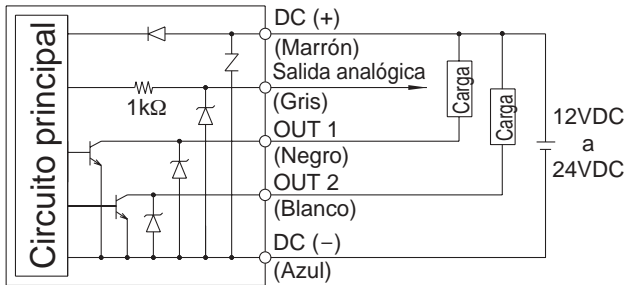 Circuito principal
DC (+)
(Marrón)
Salida analógica
(Gris)
1kΩ
OUT 1
(Negro)
OUT 2
(Blanco)
DC (−)
(Azul)
Carga
Carga
12VDC
a
24VDC